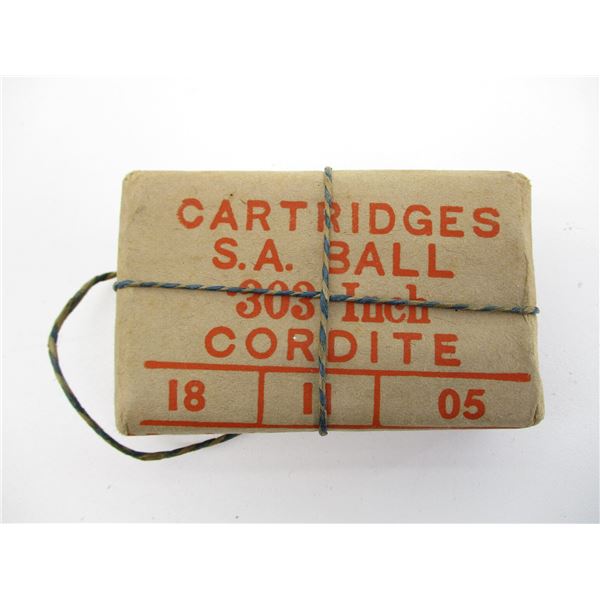 CARTRIDGES
S.A. BALL
·303 Inch
CORDITE
18 11 05